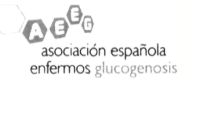 AEEG
asociación española
enfermos glucogenosis